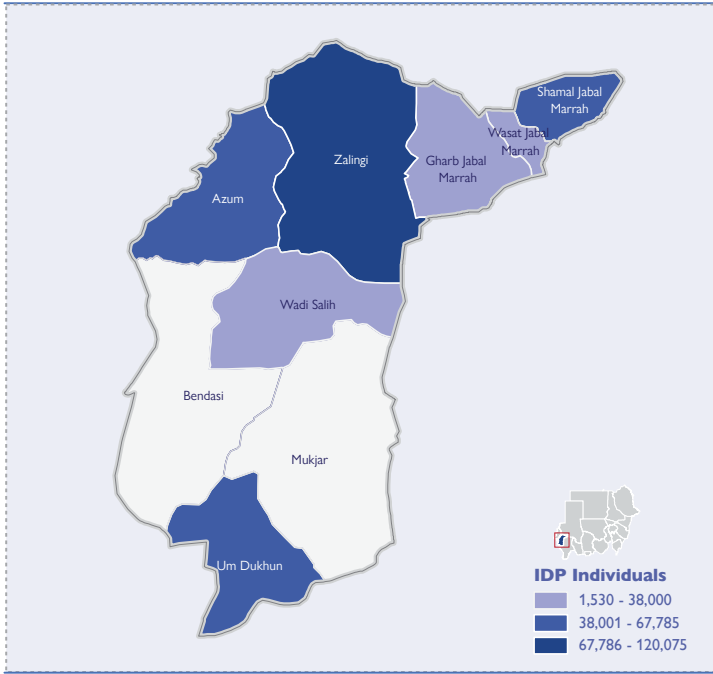 Shamal Jabal
Marrah
Wasat Jabal
Marrah
Zalingi
Gharb Jabal
Marrah
Azum
Wadi Salih
Bendasi
Mukjar
Um Dukhun
IDP Individuals
1,530 - 38,000
38,001 - 67,785
67,786 - 120,075